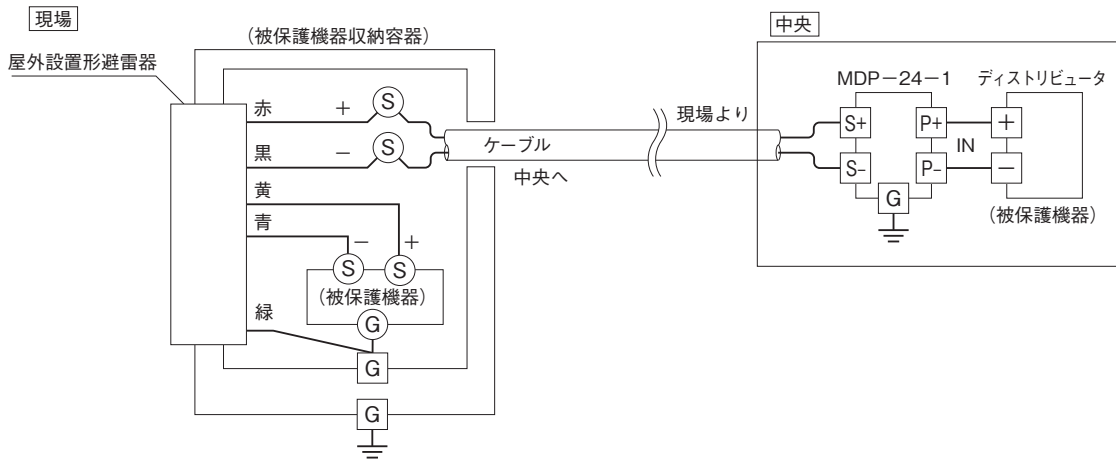 現場
(被保護機器収納容器)
屋外設置形避雷器
赤
+
S
黒
−
S
ケーブル
中央へ
現場より
黄
青
−
+
S
S
(被保護機器)
G
緑
G
G
中央
MDP−24−1
ディストリビュータ
S+
P+
+
IN
S−
P−
−
G
(被保護機器)